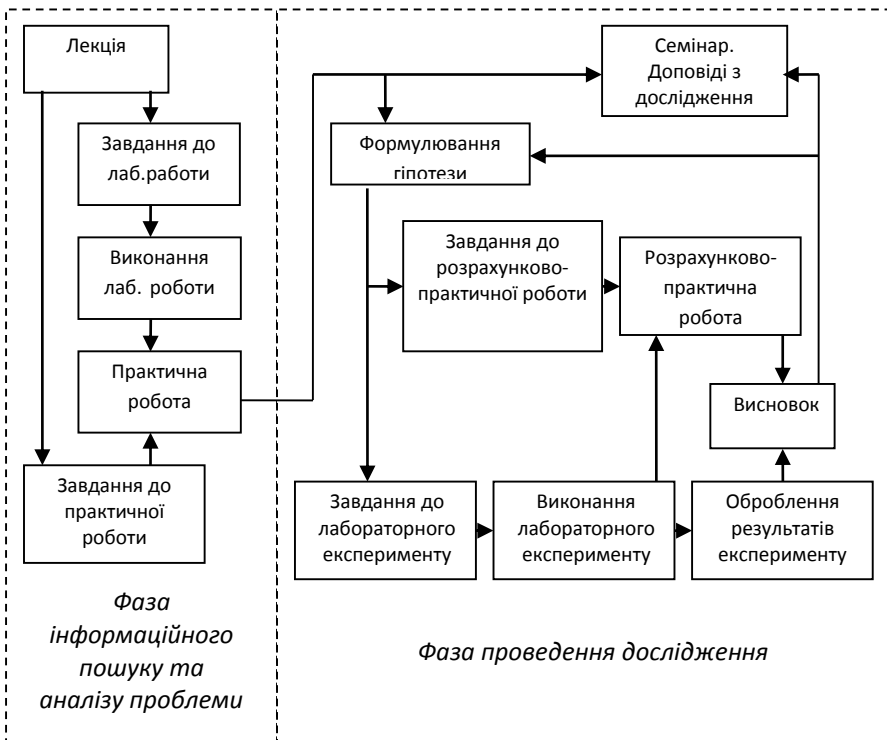 Лекція
Завдання до
лаб.работи
Виконання
лаб. роботи
Практична
робота
Завдання до
практичної
роботи
Фаза
інформаційного
пошуку та
аналізу проблеми
Семінар.
Доповіді з
дослідження
Формулювання
гіпотези
Завдання до
розрахунково-
практичної роботи
Розрахунково-
практична
робота
Висновок
Завдання до
лабораторного
експерименту
Виконання
лабораторного
експерименту
Оброблення
результатів
експерименту
Фаза проведення дослідження